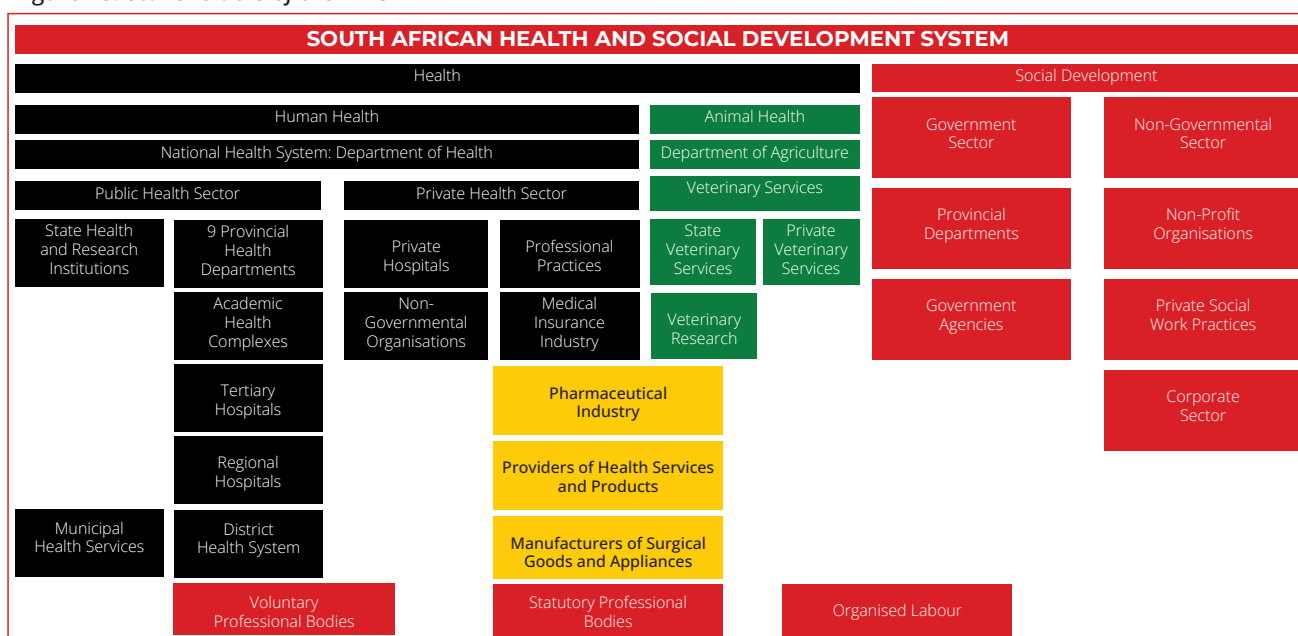 SOUTH AFRICAN HEALTH AND SOCIAL DEVELOPMENT SYSTEM
Health
Social Development
Human Health
Animal Health
Government
Sector
Non-Governmental
Sector
National Health System: Department of Health
Department of Agriculture
Public Health Sector
Private Health Sector
Veterinary Services
Provincial
Departments
Non-Profit
Organisations
State Health
and Research
Institutions
9 Provincial
Health
Departments
Private
Hospitals
Professional
Practices
State
Veterinary
Services
Private
Veterinary
Services
Academic
Health
Complexes
Non-
Governmental
Organisations
Medical
Insurance
Industry
Veterinary
Research
Government
Agencies
Private Social
Work Practices
Tertiary
Hospitals
Pharmaceutical
Industry
Corporate
Sector
Regional
Hospitals
Providers of Health Services
and Products
Municipal
Health Services
District
Health System
Manufacturers of Surgical
Goods and Appliances
Voluntary
Professional Bodies
Statutory Professional
Bodies
Organised Labour